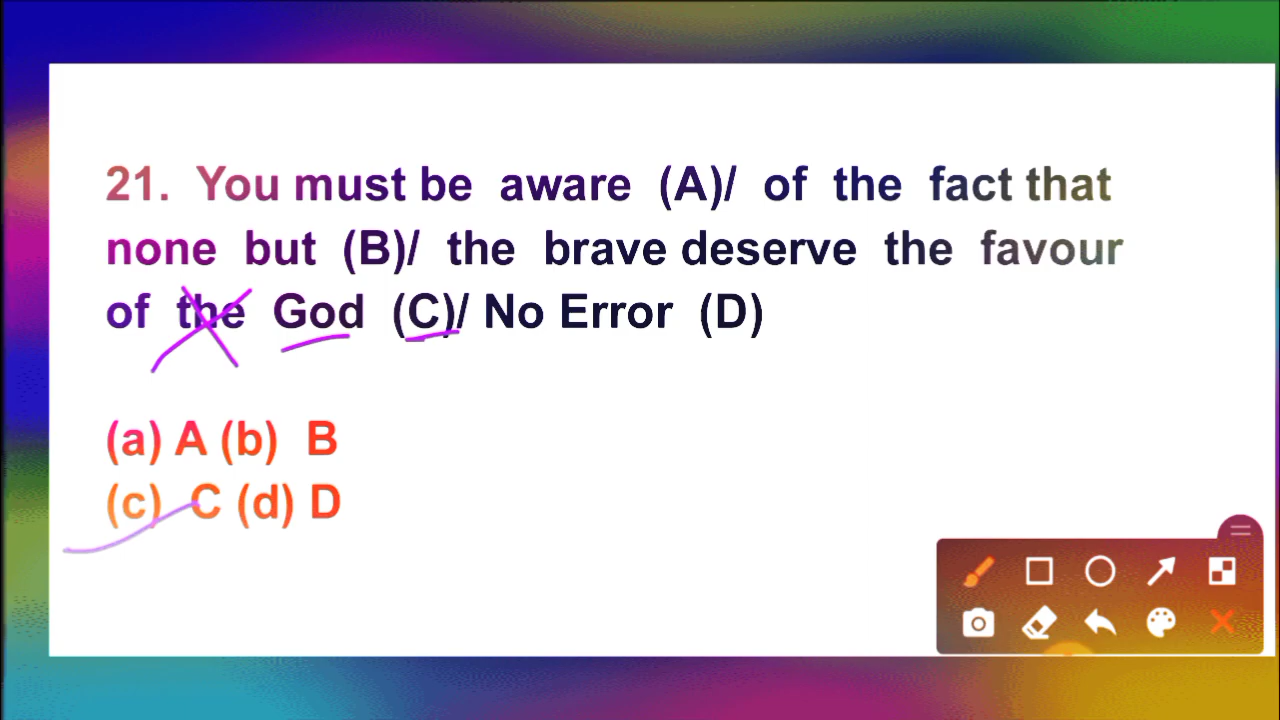 21. You must be aware (A)/ of the fact that
none but (B)/ the brave deserve the favour
of the God (C)/ No Error (D)
(a) A (b) B
(c) C (d) D